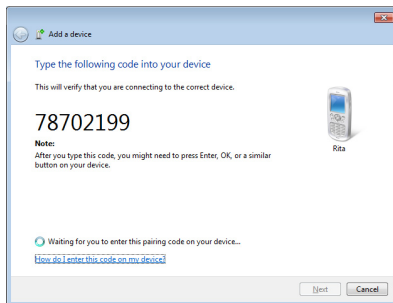 Add a device
Type the following code into your device
This will verify that you are connecting to the correct device.
78702199
Note:
After you type this code, you might need to press Enter, OK, or a similar
button on your device.
Rita
Waiting for you to enter this pairing code on your device...
How do I enter this code on my device?
Next Cancel